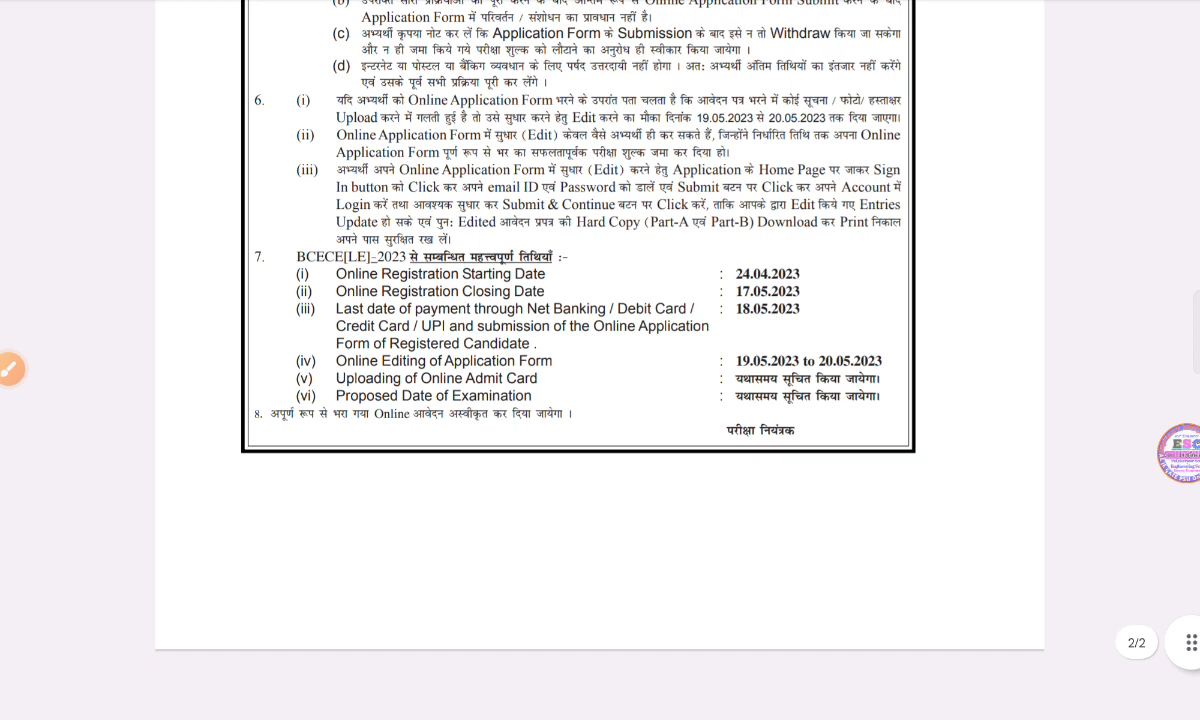 (b) उपरोक्त सारी प्रक्रियाओं को पूरा करने के बाद अन्तिम रूप से Online Application Form Submit करने के बाद
Application Form में परिवर्तन / संशोधन का प्रावधान नहीं है।
(c) अभ्यर्थी कृपया नोट कर लें कि Application Form के Submission के बाद इसे न तो Withdraw किया जा सकेगा
और न ही जमा किये गये परीक्षा शुल्क को लौटाने का अनुरोध ही स्वीकार किया जायेगा ।
(d) इन्टरनेट या पोस्टल या बैंकिग व्यवधान के लिए पर्षद उत्तरदायी नहीं होगा । अतः अभ्यर्थी अंतिम तिथियों का इंतजार नहीं करेंगे
एवं उसके पूर्व सभी प्रक्रिया पूरी कर लेंगे ।
6. (i) यदि अभ्यर्थी को Online Application Form भरने के उपरांत पता चलता है कि आवेदन पत्र भरने में कोई सूचना / फोटो/ हस्ताक्षर
Upload करने में गलती हुई है तो उसे सुधार करने हेतु Edit करने का मौका दिनांक 19.05.2023 से 20.05.2023 तक दिया जाएगा।
(ii) Online Application Form में सुधार (Edit) केवल वैसे अभ्यर्थी ही कर सकते हैं, जिन्होंने निर्धारित तिथि तक अपना Online
Application Form पूर्ण रूप से भर का सफलतापूर्वक परीक्षा शुल्क जमा कर दिया हो।
(iii) अभ्यर्थी अपने Online Application Form में सुधार (Edit) करने हेतु Application के Home Page पर जाकर Sign
In button को Click कर अपने email ID एवं Password को डालें एवं Submit बटन पर Click कर अपने Account में
Login करें तथा आवश्यक सुधार कर Submit & Continue बटन पर Click करें, ताकि आपके द्वारा Edit किये गए Entries
Update हो सके एवं पुन: Edited आवेदन प्रपत्र की Hard Copy (Part-A एवं Part-B) Download कर Print निकाल
अपने पास सुरक्षित रख लें।
7. BCECE[LE]-2023 से सम्बन्धित महत्त्वपूर्ण तिथियाँ :-
(i) Online Registration Starting Date : 24.04.2023
(ii) Online Registration Closing Date : 17.05.2023
(iii) Last date of payment through Net Banking / Debit Card / : 18.05.2023
Credit Card / UPI and submission of the Online Application
Form of Registered Candidate .
(iv) Online Editing of Application Form : 19.05.2023 to 20.05.2023
(v) Uploading of Online Admit Card : यथासमय सूचित किया जायेगा।
(vi) Proposed Date of Examination : यथासमय सूचित किया जायेगा।
8. अपूर्ण रूप से भरा गया Online आवेदन अस्वीकृत कर दिया जायेगा ।
परीक्षा नियंत्रक
ESC
2/2